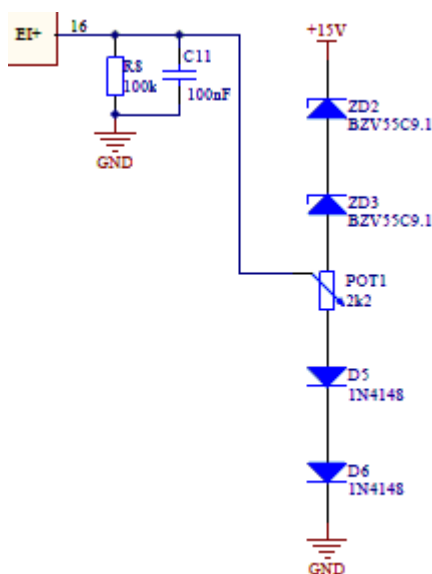 EI+
16
R8
100k
C11
100nF
GND
+15V
ZD2
BZV55C9.1
ZD3
BZV55C9.1
POT1
2k2
D5
1N4148
D6
1N4148
GND